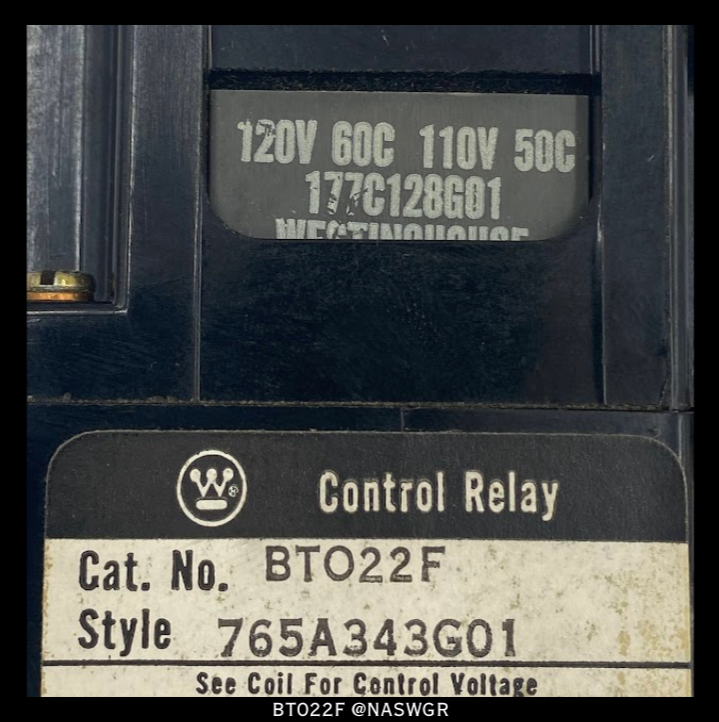 120V 60C 110V 50C
177C128G01
WESTINGHOUSE
W
Control Relay
Cat. No. BTO22F
Style 765A343G01
See Coil For Control Voltage
BTO22F @NASWGR